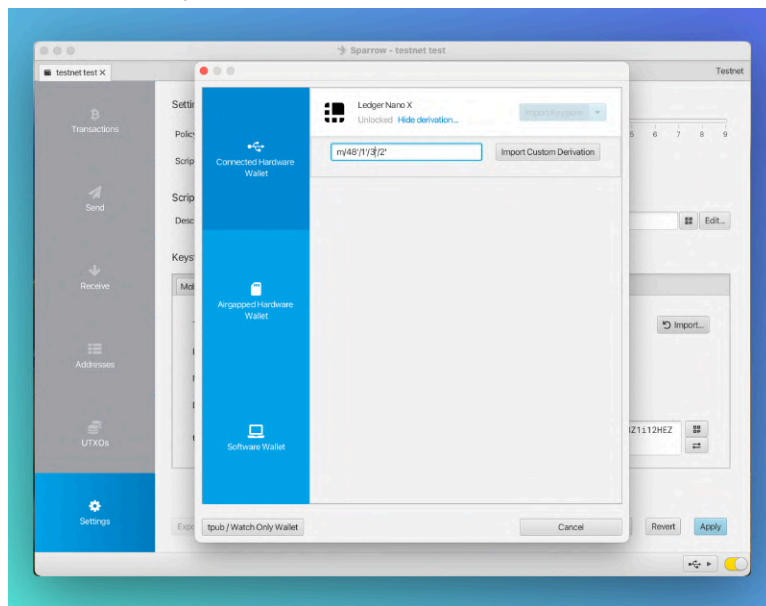 Sparrow - testnet test
testnet test X
Testnet
Transactions
Send
Receive
Addresses
UTXOs
Settings
5 6 7 8 9
Edit...
Import...
Z1i12HEZ
Revert
Apply
Connected Hardware
Wallet
Airgapped Hardware
Wallet
Software Wallet
Ledger Nano X
Unlocked Hide derivation...
Import Keystore
m/48'/1'/3'/2'
Import Custom Derivation
tpub / Watch Only Wallet
Cancel